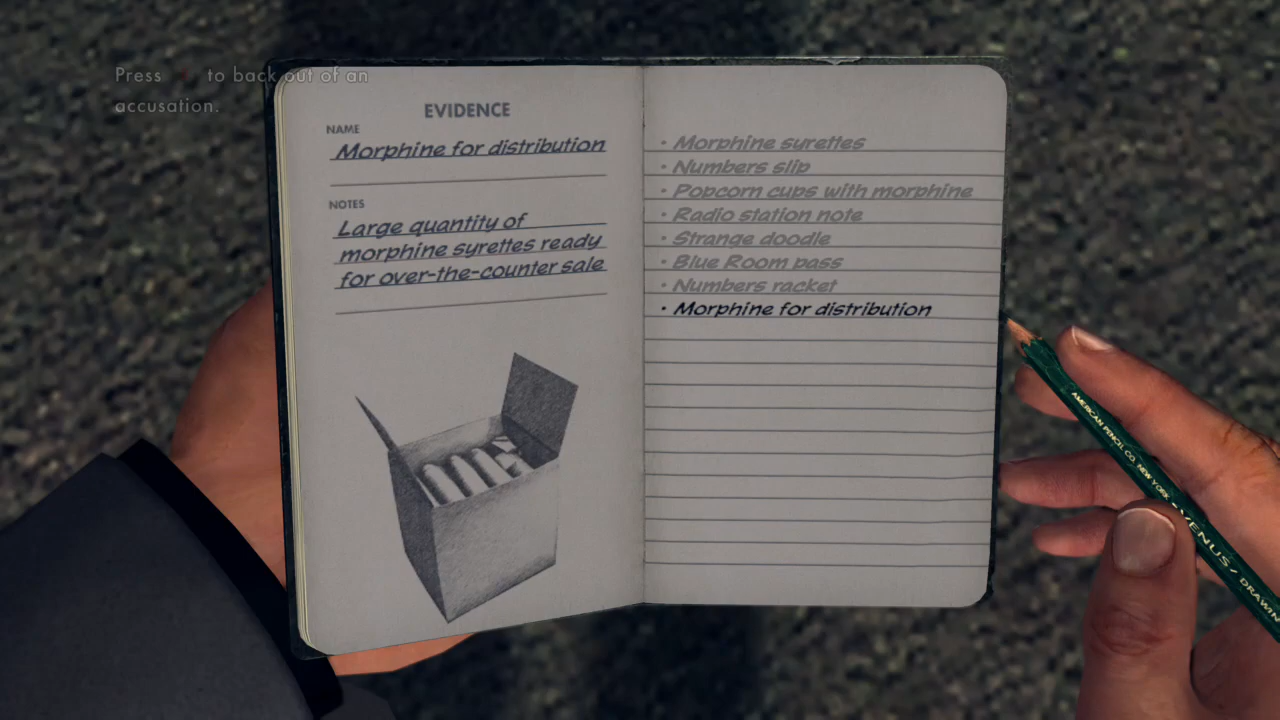 Press to back out of an
accusation.
EVIDENCE
NAME
Morphine for distribution
NOTES
Large quantity of
morphine syrettes ready
for over-the-counter sale
• Morphine syrettes
• Numbers slip
• Popcorn cups with morphine
• Radio station note
• Strange doodle
• Blue Room pass
• Numbers racket
• Morphine for distribution
AMERICAN PENCIL CO. NEW YORK VENUS / DRAWIN